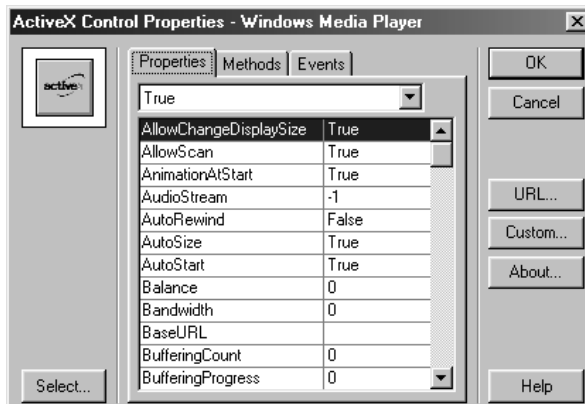 ActiveX Control Properties - Windows Media Player
active
Properties Methods Events
True
AllowChangeDisplaySize True
AllowScan True
AnimationAtStart True
AudioStream -1
AutoRewind False
AutoSize True
AutoStart True
Balance 0
Bandwidth 0
BaseURL
BufferingCount 0
BufferingProgress 0
OK
Cancel
URL...
Custom...
About...
Select...
Help